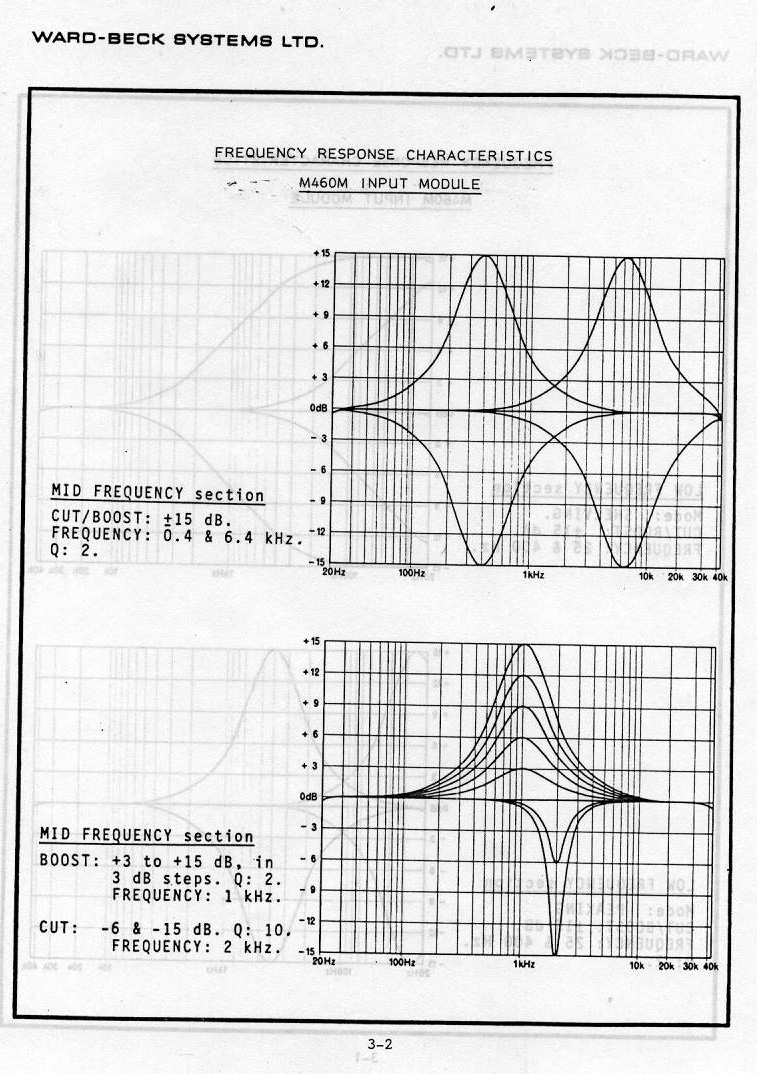 WARD-BECK SYSTEMS LTD.
FREQUENCY RESPONSE CHARACTERISTICS
M460M INPUT MODULE
+15
+12
+ 9
+ 6
+ 3
0dB
- 3
- 6
- 9
-12
-15
20Hz 100Hz 1kHz 10k 20k 30k 40k
MID FREQUENCY section
CUT/BOOST: ±15 dB.
FREQUENCY: 0.4 & 6.4 kHz.
Q: 2.
+15
+12
+ 9
+ 6
+ 3
0dB
- 3
- 6
- 9
-12
-15
20Hz 100Hz 1kHz 10k 20k 30k 40k
MID FREQUENCY section
BOOST: +3 to +15 dB, in
3 dB steps. Q: 2.
FREQUENCY: 1 kHz.
CUT: -6 & -15 dB. Q: 10.
FREQUENCY: 2 kHz.
3-2